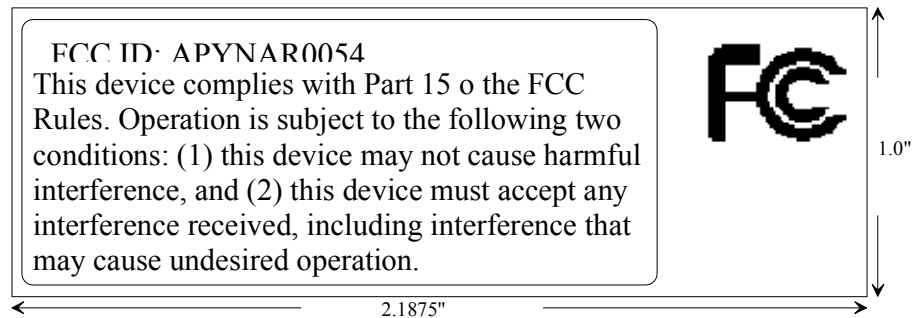 FCC ID: APYNAR0054
This device complies with Part 15 o the FCC
Rules. Operation is subject to the following two
conditions: (1) this device may not cause harmful
interference, and (2) this device must accept any
interference received, including interference that
may cause undesired operation.
FC
1.0"
2.1875"